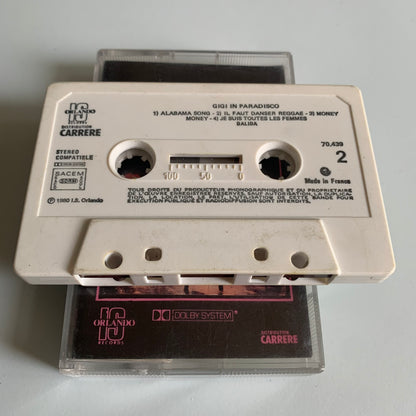 GIGI IN PARADISCO
1) ALABAMA SONG - 2) IL FAUT DANSER REGGAE - 3) MONEY
MONEY - 4) JE SUIS TOUTES LES FEMMES
DALIDA
IS
ORLANDO
RECORDS
DISTRIBUTION
CARRERE
STEREO
COMPATIBLE
SACEM
70.439
2
Made in France
100 50 0
℗ 1980 I.S. Orlando
TOUS DROITS DU PRODUCTEUR PHONOGRAPHIQUE ET DU PROPRIETAIRE
DE L'ŒUVRE ENREGISTREE RESERVES. SAUF AUTORISATION, LA DUPLICA-
TION, LA LOCATION, LE PRET, L'UTILISATION DE CETTE BANDE POUR
EXECUTION PUBLIQUE ET RADIODIFFUSION SONT INTERDITS.
IS
ORLANDO
RECORDS
DOLBY SYSTEM
DISTRIBUTION
CARRERE